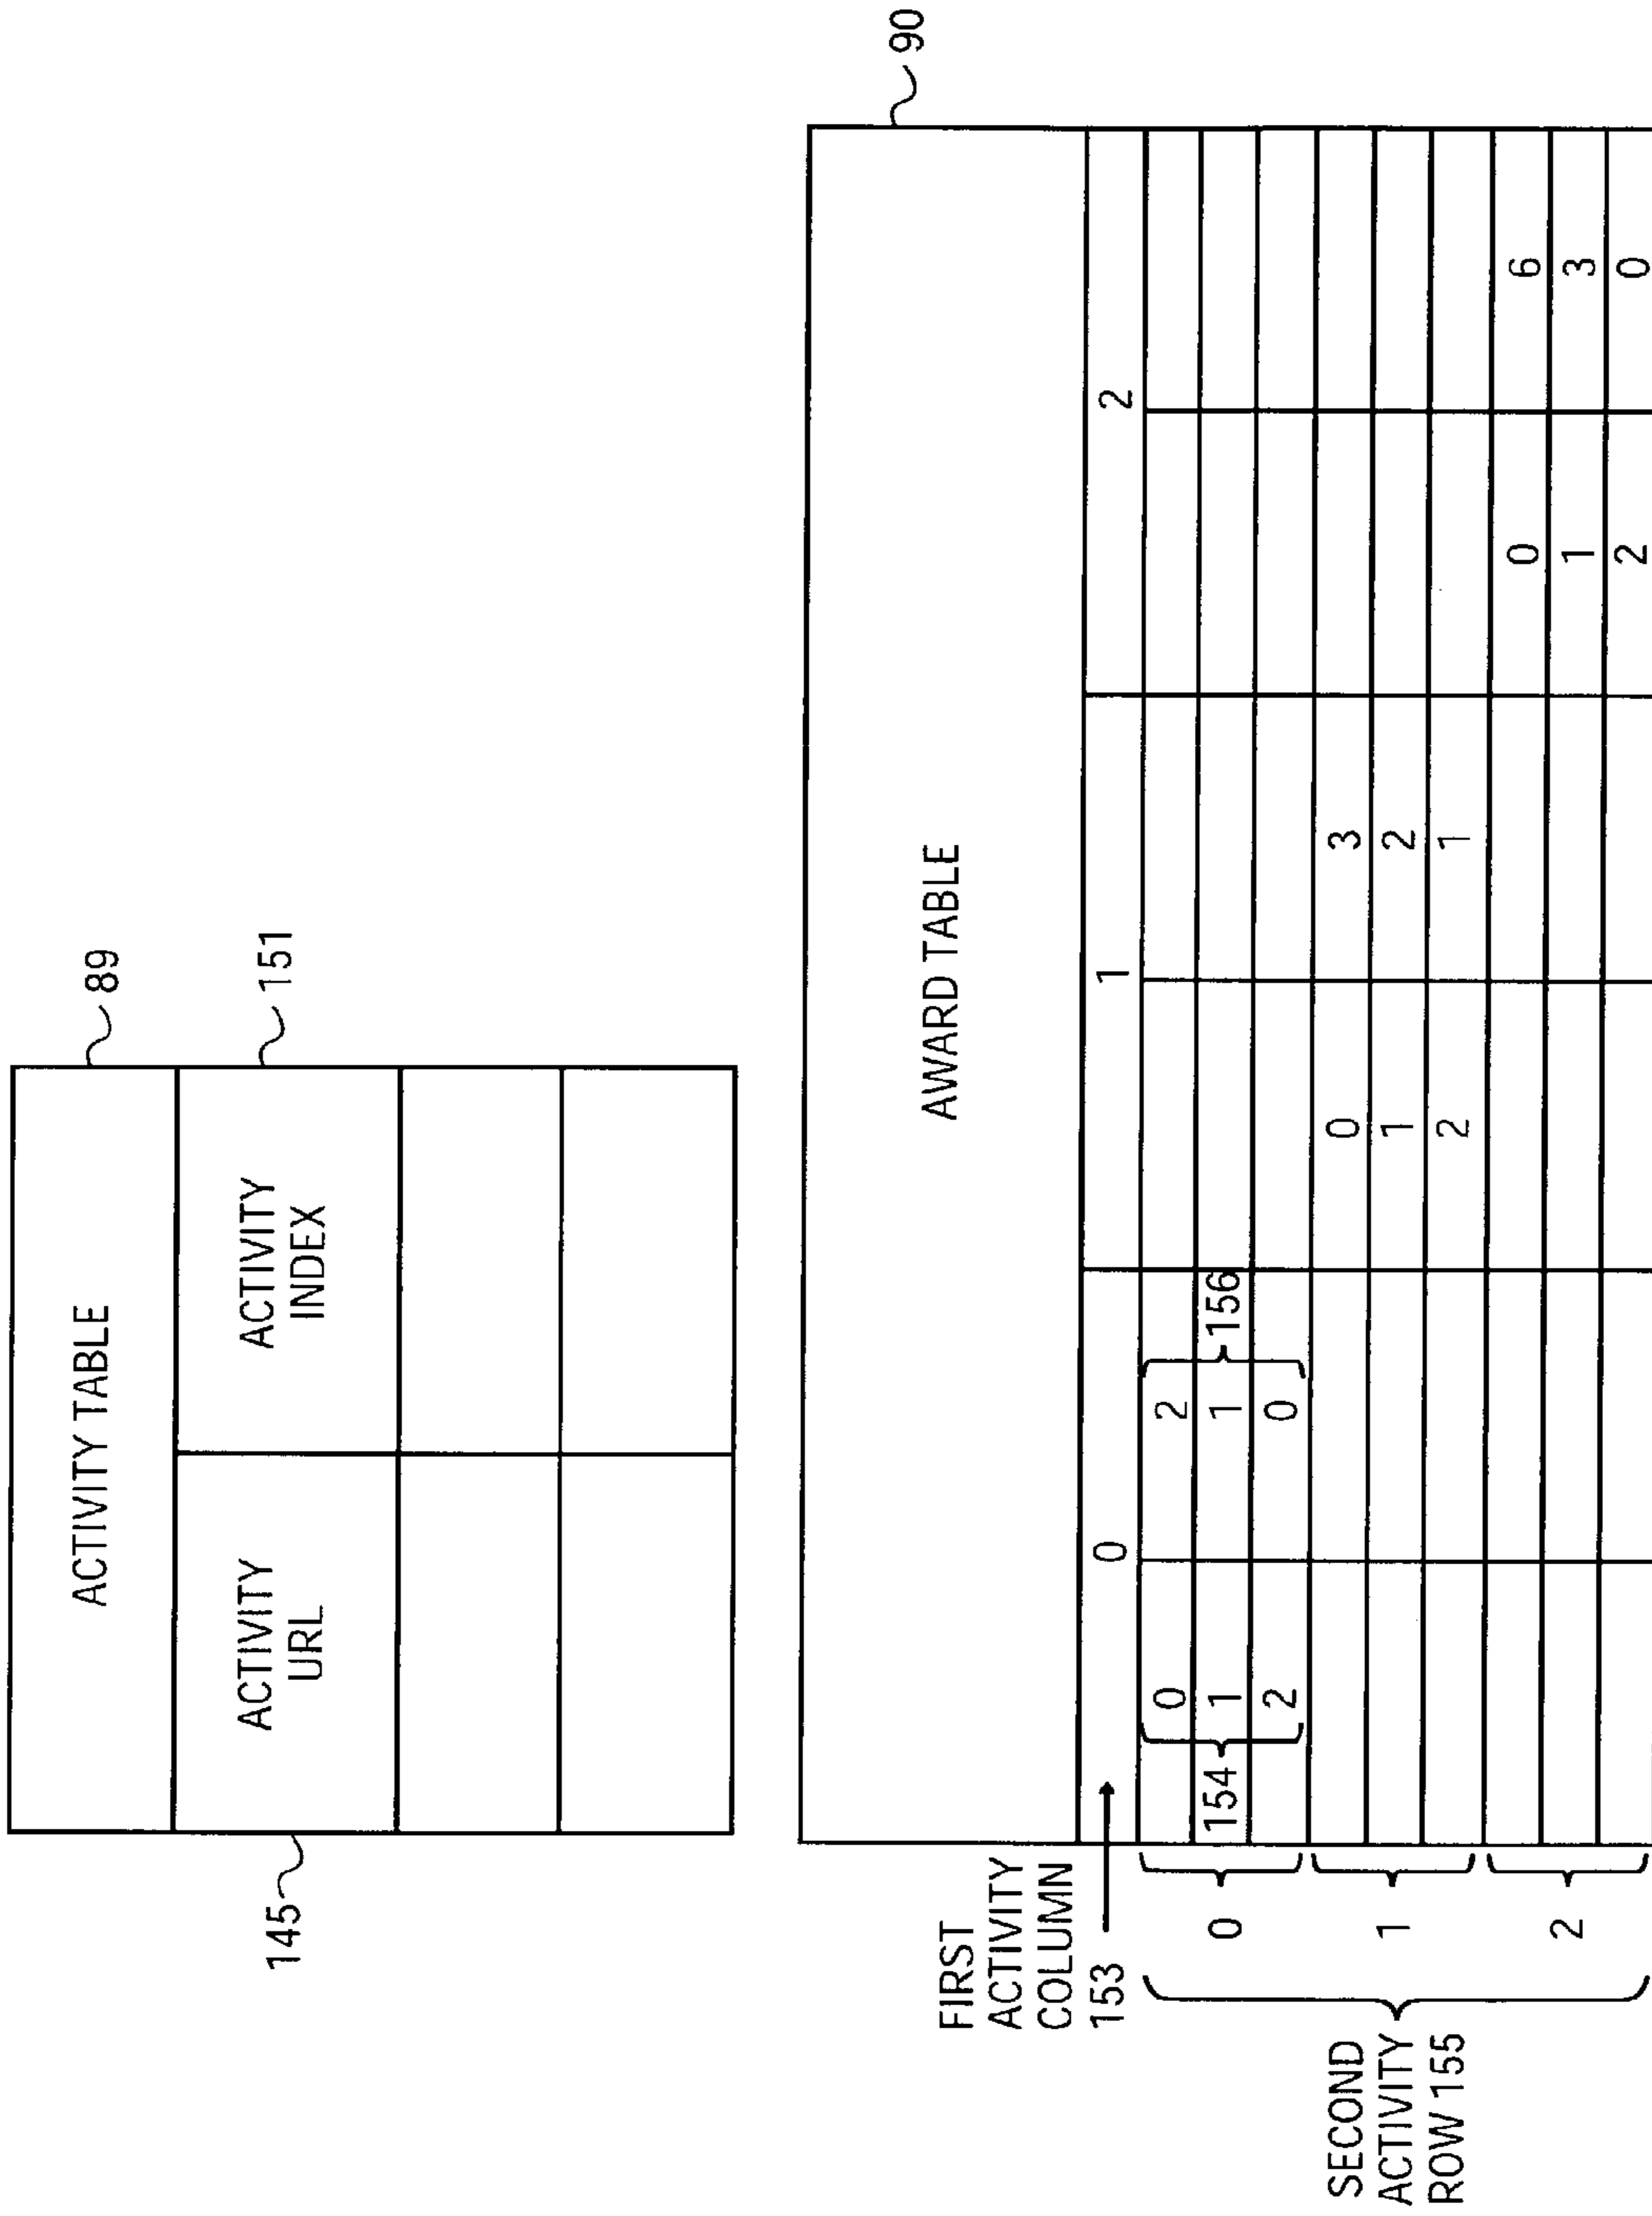 ACTIVITY TABLE
89
145
ACTIVITY
URL
ACTIVITY
INDEX
151
AWARD TABLE
90
FIRST
ACTIVITY
COLUMN
153
0 1 2
SECOND
ACTIVITY
ROW 155
0
154
156
0 2
1 1
2 0
1
0 3
1 2
2 1
2
0 6
1 3
2 0